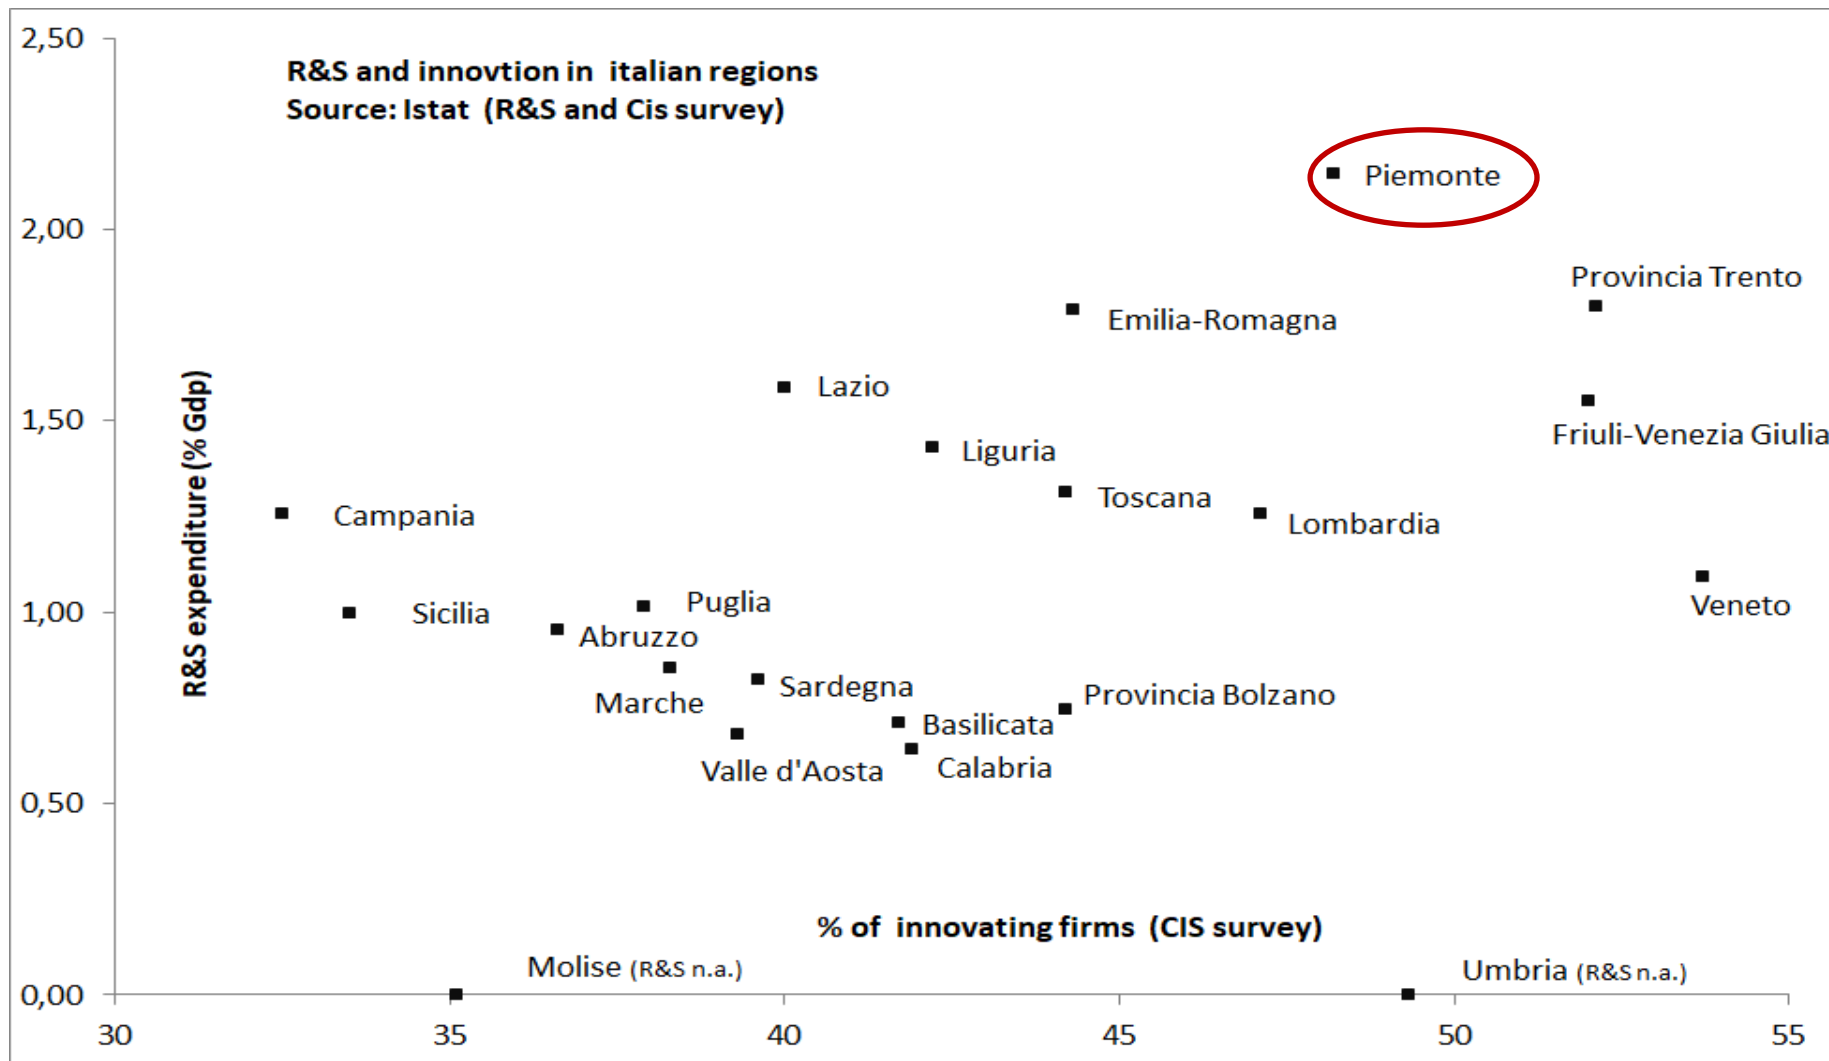 2,50
R&S and innovtion in italian regions
Source: Istat (R&S and Cis survey)
Piemonte
2,00
Provincia Trento
Emilia-Romagna
Lazio
1,50
Friuli-Venezia Giulia
Liguria
Toscana
Campania
Lombardia
R&S expenditure (% Gdp)
1,00
Sicilia
Puglia
Veneto
Abruzzo
Marche
Sardegna
Provincia Bolzano
Basilicata
Valle d'Aosta
Calabria
0,50
% of innovating firms (CIS survey)
Molise (R&S n.a.)
Umbria (R&S n.a.)
0,00
30
35
40
45
50
55